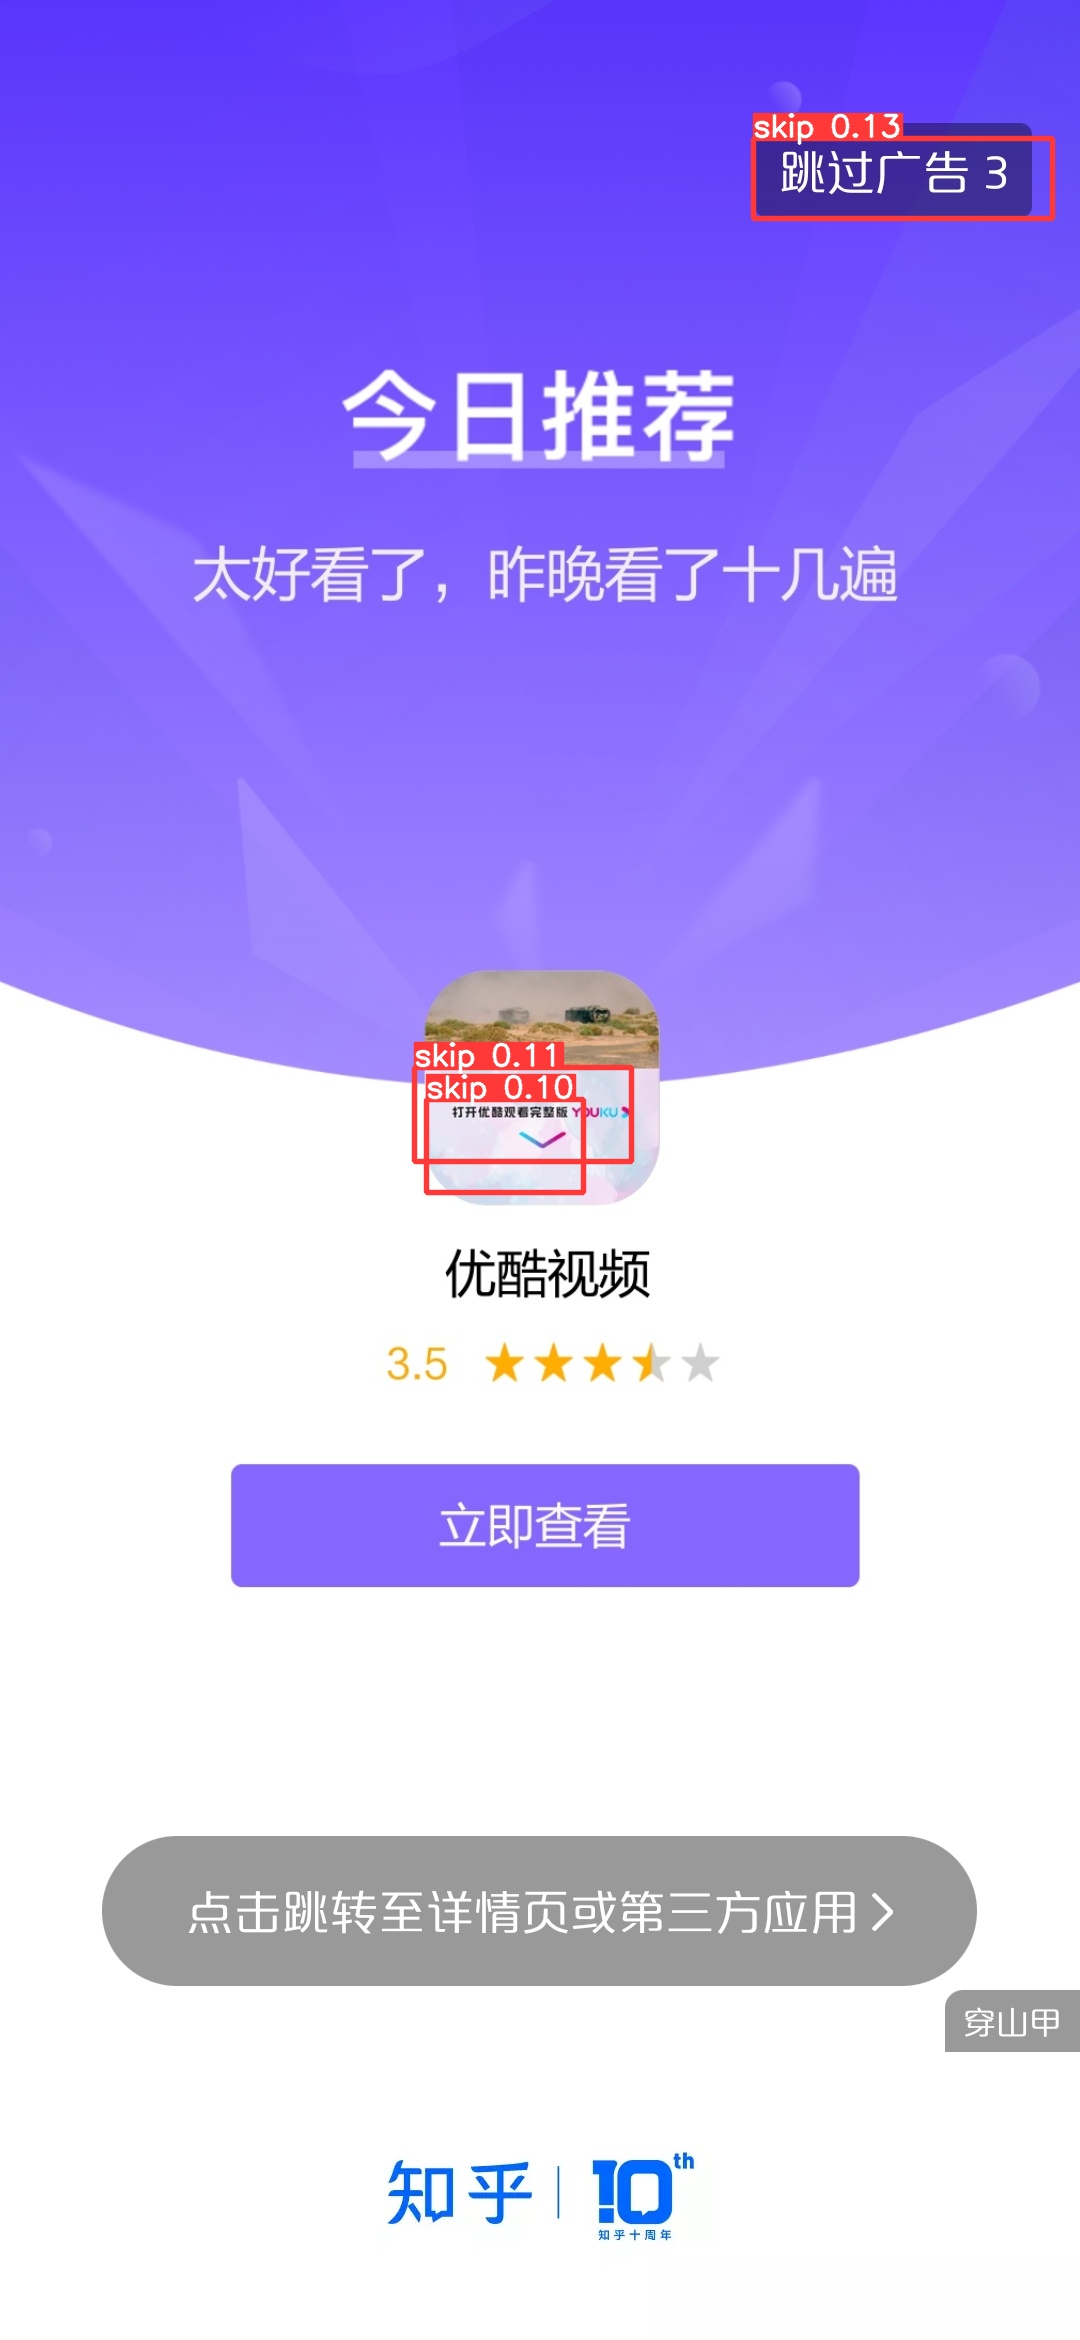 skip 0.13
跳过广告 3
今日推荐
太好看了，昨晚看了十几遍
skip 0.11
skip 0.10
打开优酷观看完整版 YOUKU
优酷视频
3.5
立即查看
点击跳转至详情页或第三方应用
穿山甲
知乎 10th
知乎十周年